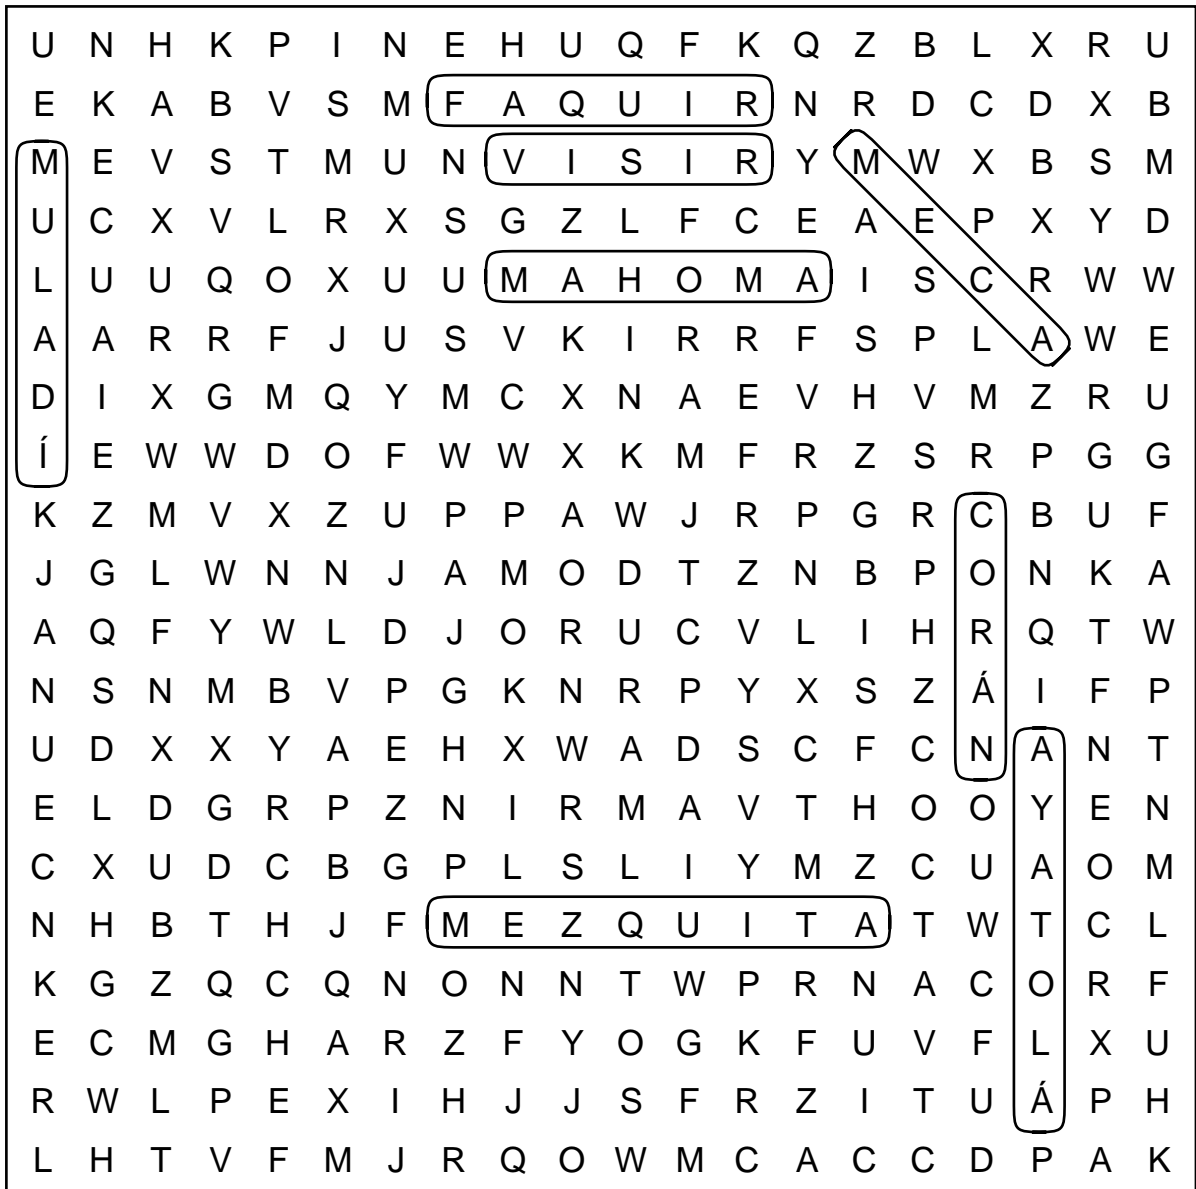 U N H K P I N E H U Q F K Q Z B L X R U
E K A B V S M F A Q U I R N R D C D X B
M E V S T M U N V I S I R Y M W X B S M
U C X V L R X S G Z L F C E A E P X Y D
L U U Q O X U U M A H O M A I S C R W W
A A R R F J U S V K I R R F S P L A W E
D I X G M Q Y M C X N A E V H V M Z R U
Í E W W D O F W W X K M F R Z S R P G G
K Z M V X Z U P P A W J R P G R C B U F
J G L W N N J A M O D T Z N B P O N K A
A Q F Y W L D J O R U C V L I H R Q T W
N S N M B V P G K N R P Y X S Z Á I F P
U D X X Y A E H X W A D S C F C N A N T
E L D G R P Z N I R M A V T H O O Y E N
C X U D C B G P L S L I Y M Z C U A O M
N H B T H J F M E Z Q U I T A T W T C L
K G Z Q C Q N O N N T W P R N A C O R F
E C M G H A R Z F Y O G K F U V F L X U
R W L P E X I H J J S F R Z I T U Á P H
L H T V F M J R Q O W M C A C C D P A K